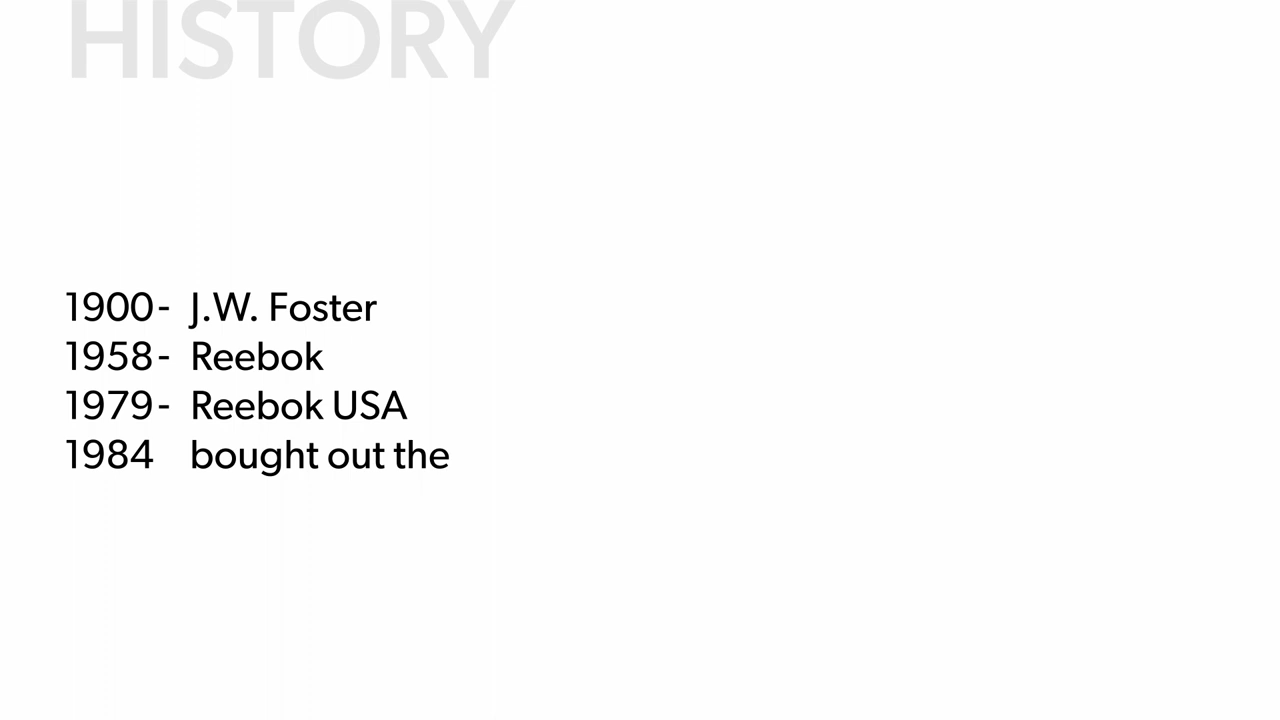 HISTORY
1900- J.W. Foster
1958- Reebok
1979- Reebok USA
1984 bought out the